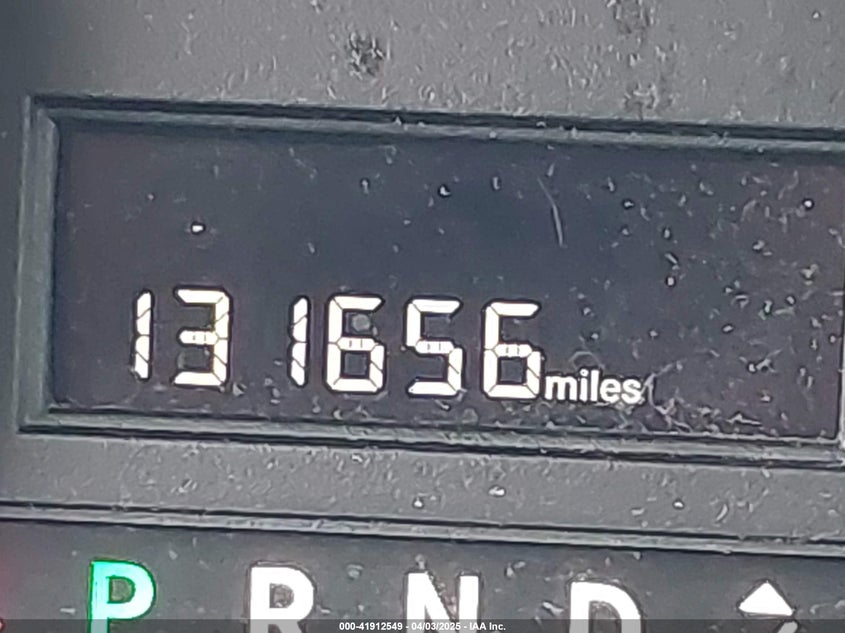 131656 miles
P R N D
000-41912549 - 04/03/2025 - IAA Inc.